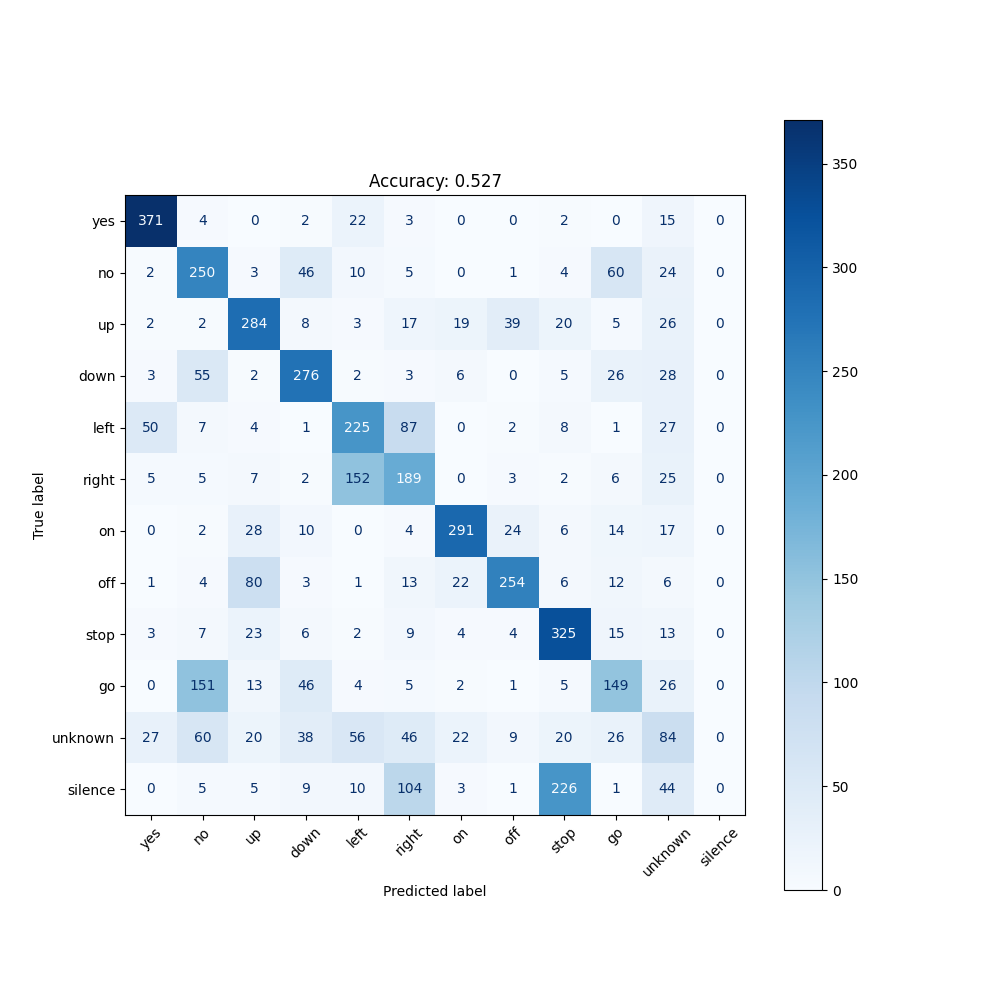 Accuracy: 0.527
yes 371 4 0 2 22 3 0 0 2 0 15 0
no 2 250 3 46 10 5 0 1 4 60 24 0
up 2 2 284 8 3 17 19 39 20 5 26 0
down 3 55 2 276 2 3 6 0 5 26 28 0
left 50 7 4 1 225 87 0 2 8 1 27 0
right 5 5 7 2 152 189 0 3 2 6 25 0
on 0 2 28 10 0 4 291 24 6 14 17 0
off 1 4 80 3 1 13 22 254 6 12 6 0
stop 3 7 23 6 2 9 4 4 325 15 13 0
go 0 151 13 46 4 5 2 1 5 149 26 0
unknown 27 60 20 38 56 46 22 9 20 26 84 0
silence 0 5 5 9 10 104 3 1 226 1 44 0
yes no up down left right on off stop go unknown silence
Predicted label
True label
350
300
250
200
150
100
50
0